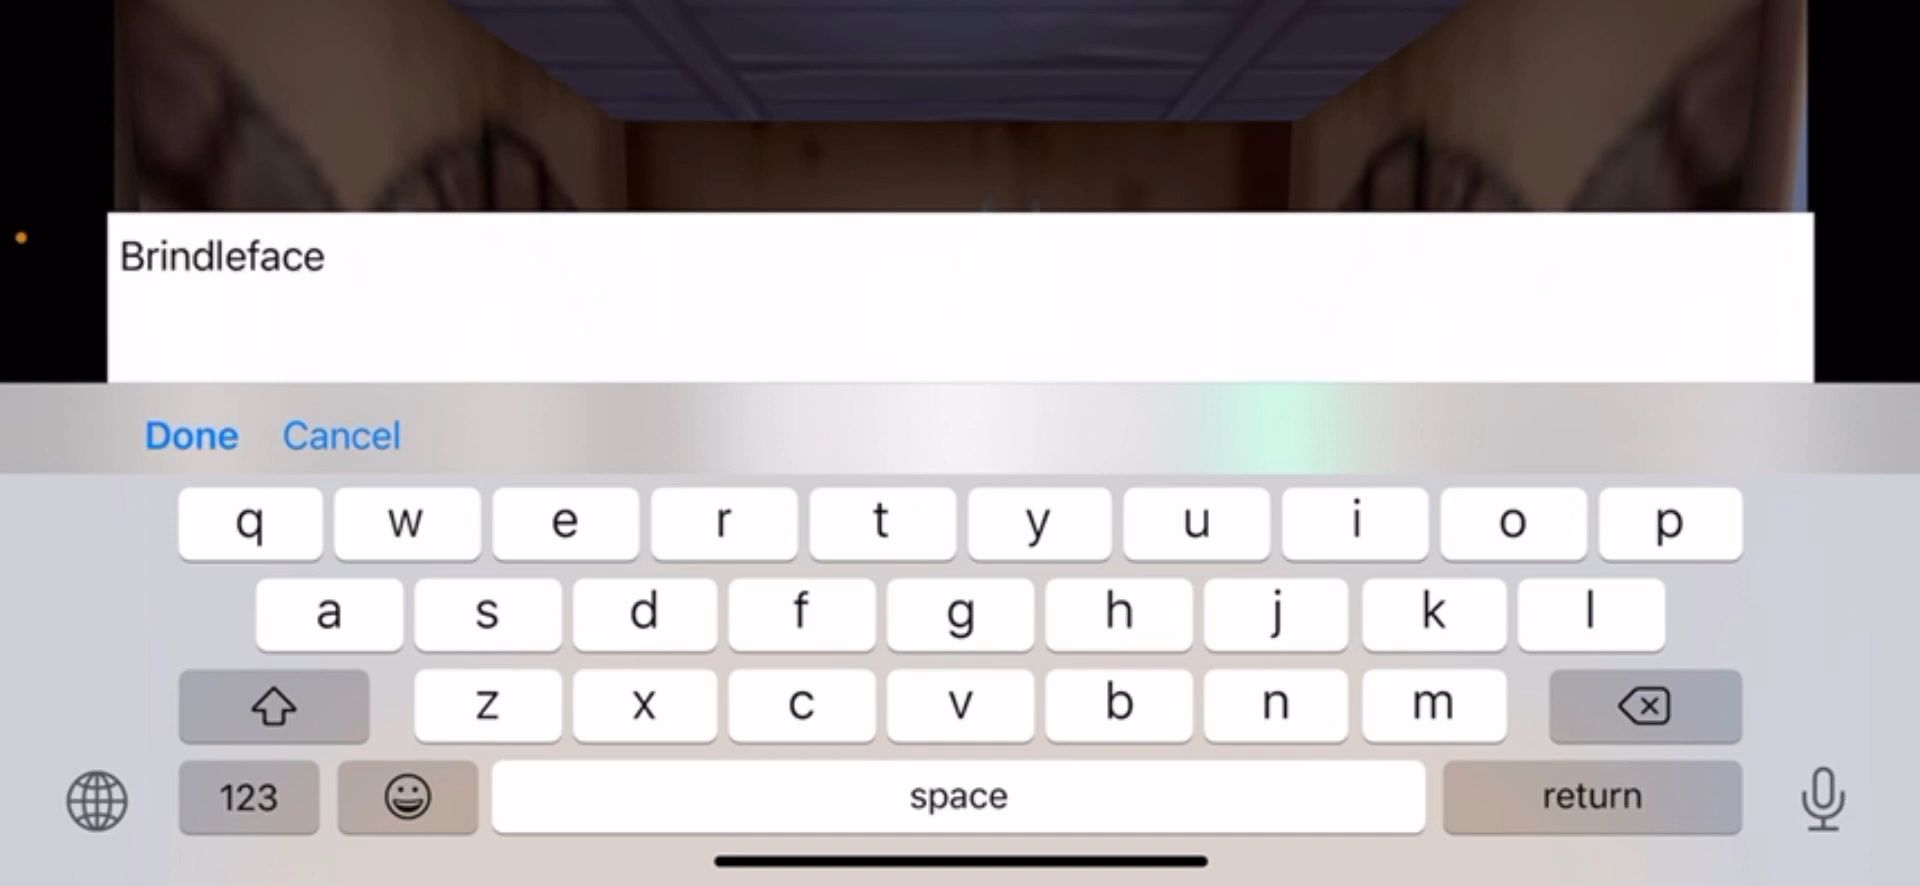 Brindleface
Done Cancel
q w e r t y u i o p
a s d f g h j k l
z x c v b n m
123 space return